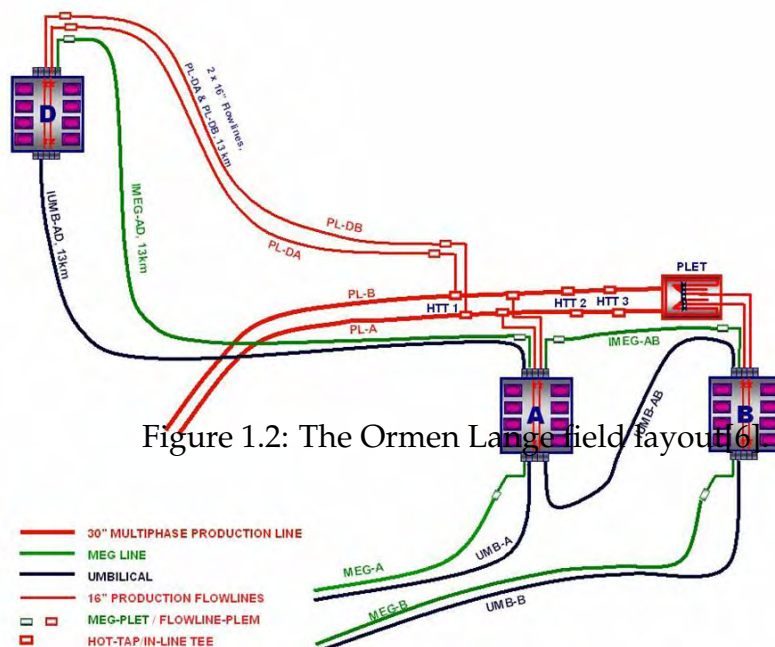 D
2 x 16" Flowlines,
PL-DA & PL-DB, 13 km
IUMB-AD, 13km
IMEG-AD, 13km
PL-DB
PL-DA
PLET
PL-B
HTT 1
HTT 2
HTT 3
PL-A
IMEG-AB
A
B
UMB-AB
Figure 1.2: The Ormen Lange field layout[6].
30" MULTIPHASE PRODUCTION LINE
MEG LINE
UMBILICAL
16" PRODUCTION FLOWLINES
MEG-PLET / FLOWLINE-PLEM
HOT-TAP/IN-LINE TEE
MEG-A
UMB-A
MEG-B
UMB-B